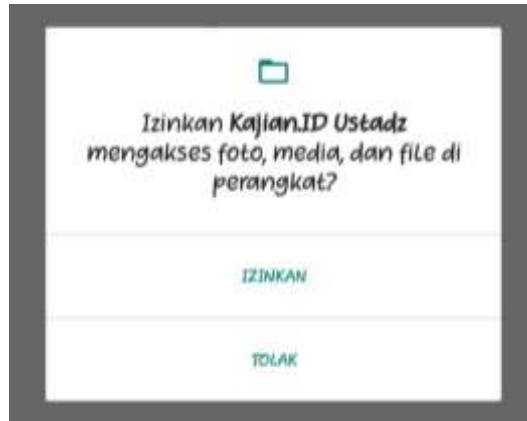 Izinkan Kajian.ID Ustadz
mengakses foto, media, dan file di
perangkat?
IZINKAN
TOLAK